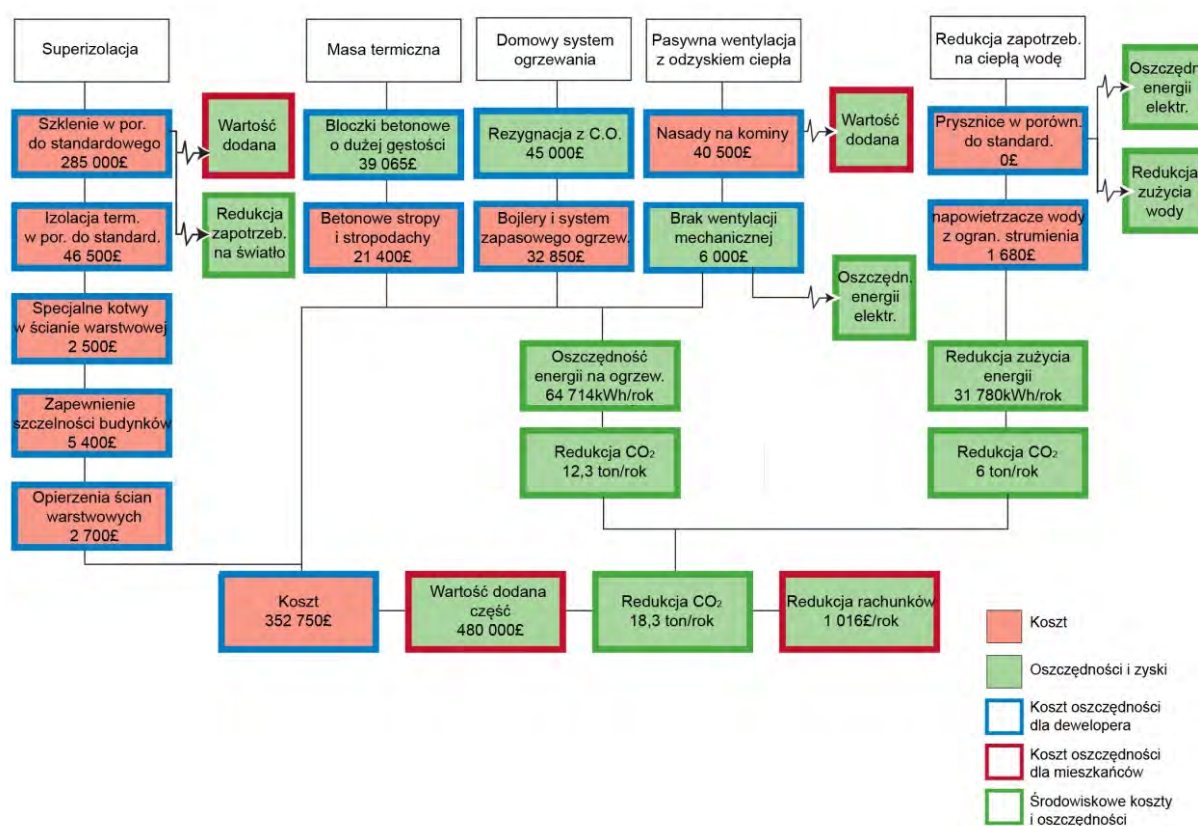 Superizolacja
Masa termiczna
Domowy system
ogrzewania
Pasywna wentylacja
z odzyskiem ciepła
Redukcja zapotrzeb.
na ciepłą wodę
Szklenie w por.
do standardowego
285 000£
Wartość
dodana
Bloczki betonowe
o dużej gęstości
39 065£
Rezygnacja z C.O.
45 000£
Nasady na kominy
40 500£
Wartość
dodana
Prysznice w porówn.
do standard.
0£
Oszczędn.
energii
elektr.
Izolacja term.
w por. do standard.
46 500£
Redukcja
zapotrzeb.
na światło
Betonowe stropy
i stropodachy
21 400£
Bojlery i system
zapasowego ogrzew.
32 850£
Brak wentylacji
mechanicznej
6 000£
napowietrzacze wody
z ogran. strumienia
1 680£
Redukcja
zużycia
wody
Specjalne kotwy
w ścianie warstwowej
2 500£
Oszczędn.
energii
elektr.
Oszczędność
energii na ogrzew.
64 714kWh/rok
Redukcja zużycia
energii
31 780kWh/rok
Zapewnienie
szczelności budynków
5 400£
Redukcja CO₂
12,3 ton/rok
Redukcja CO₂
6 ton/rok
Opierzenia ścian
warstwowych
2 700£
Koszt
352 750£
Wartość dodana
część
480 000£
Redukcja CO₂
18,3 ton/rok
Redukcja rachunków
1 016£/rok
Koszt
Oszczędności i zyski
Koszt oszczędności
dla dewelopera
Koszt oszczędności
dla mieszkańców
Środowiskowe koszty
i oszczędności